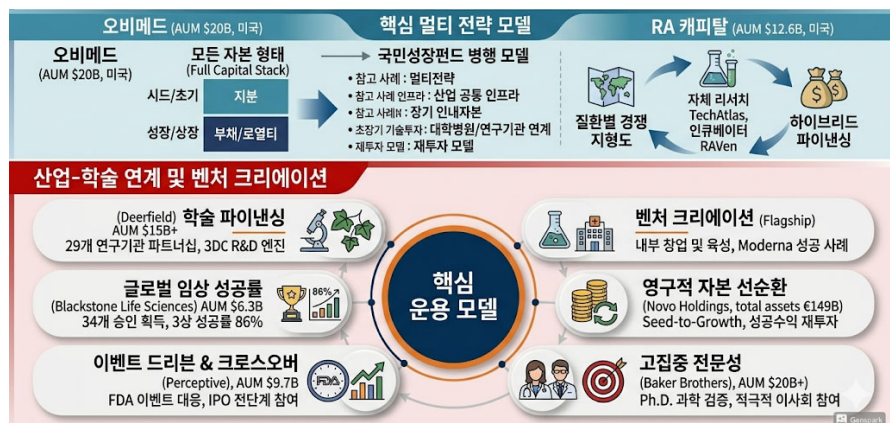 오비메드 (AUM $20B, 미국)
핵심 멀티 전략 모델
RA 캐피탈 (AUM $12.6B, 미국)
오비메드
(AUM $20B, 미국)
모든 자본 형태
(Full Capital Stack)
시드/초기
지분
성장/상장
부채/로열티
국민성장펀드 병행 모델
• 참고 사례 : 멀티전략
• 참고 사례 인프라 : 산업 공통 인프라
• 참고 사례 : 장기 인내자본
• 초장기 기술투자 : 대학병원/연구기관 연계
• 재투자 모델 : 재투자 모델
질환별 경쟁
지형도
자체 리서치
TechAtlas,
인큐베이터
RAVen
하이브리드
파이낸싱
산업-학술 연계 및 벤처 크리에이션
(Deerfield) 학술 파이낸싱
AUM $15B+
29개 연구기관 파트너십, 3DC R&D 엔진
글로벌 임상 성공률
(Blackstone Life Sciences) AUM $6.3B
34개 승인 획득, 3상 성공률 86%
86%
이벤트 드리븐 & 크로스오버
(Perceptive), AUM $9.7B
FDA 이벤트 대응, IPO 전단계 참여
FDA
핵심
운용 모델
벤처 크리에이션 (Flagship)
내부 창업 및 육성, Moderna 성공 사례
영구적 자본 선순환
(Novo Holdings, total assets €149B)
Seed-to-Growth, 성공수익 재투자
고집중 전문성
(Baker Brothers), AUM $20B+
Ph.D. 과학 검증, 적극적 이사회 참여
Genspark